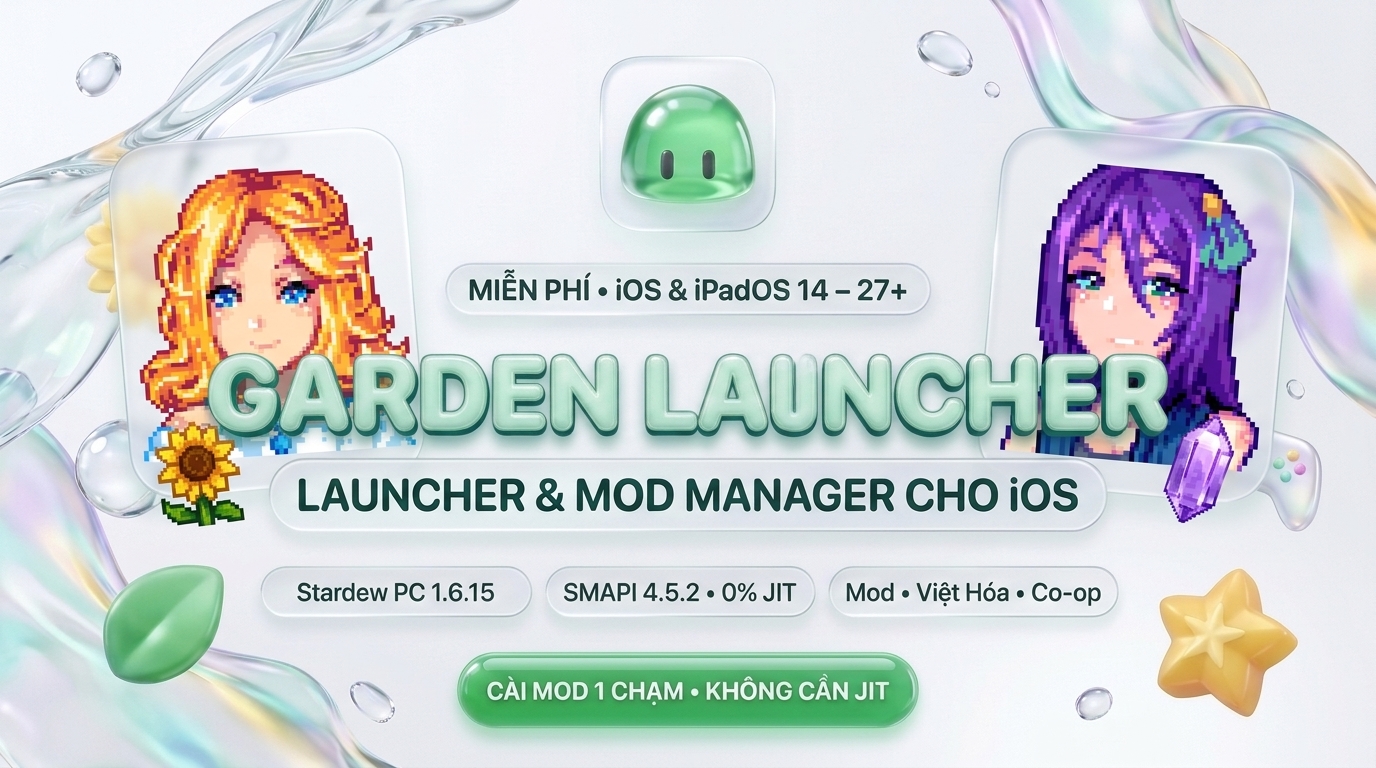 MIỄN PHÍ • iOS & iPadOS 14 – 27+
GARDEN LAUNCHER
LAUNCHER & MOD MANAGER CHO iOS
Stardew PC 1.6.15
SMAPI 4.5.2 • 0% JIT
Mod • Việt Hóa • Co-op
CÀI MOD 1 CHẠM • KHÔNG CẦN JIT